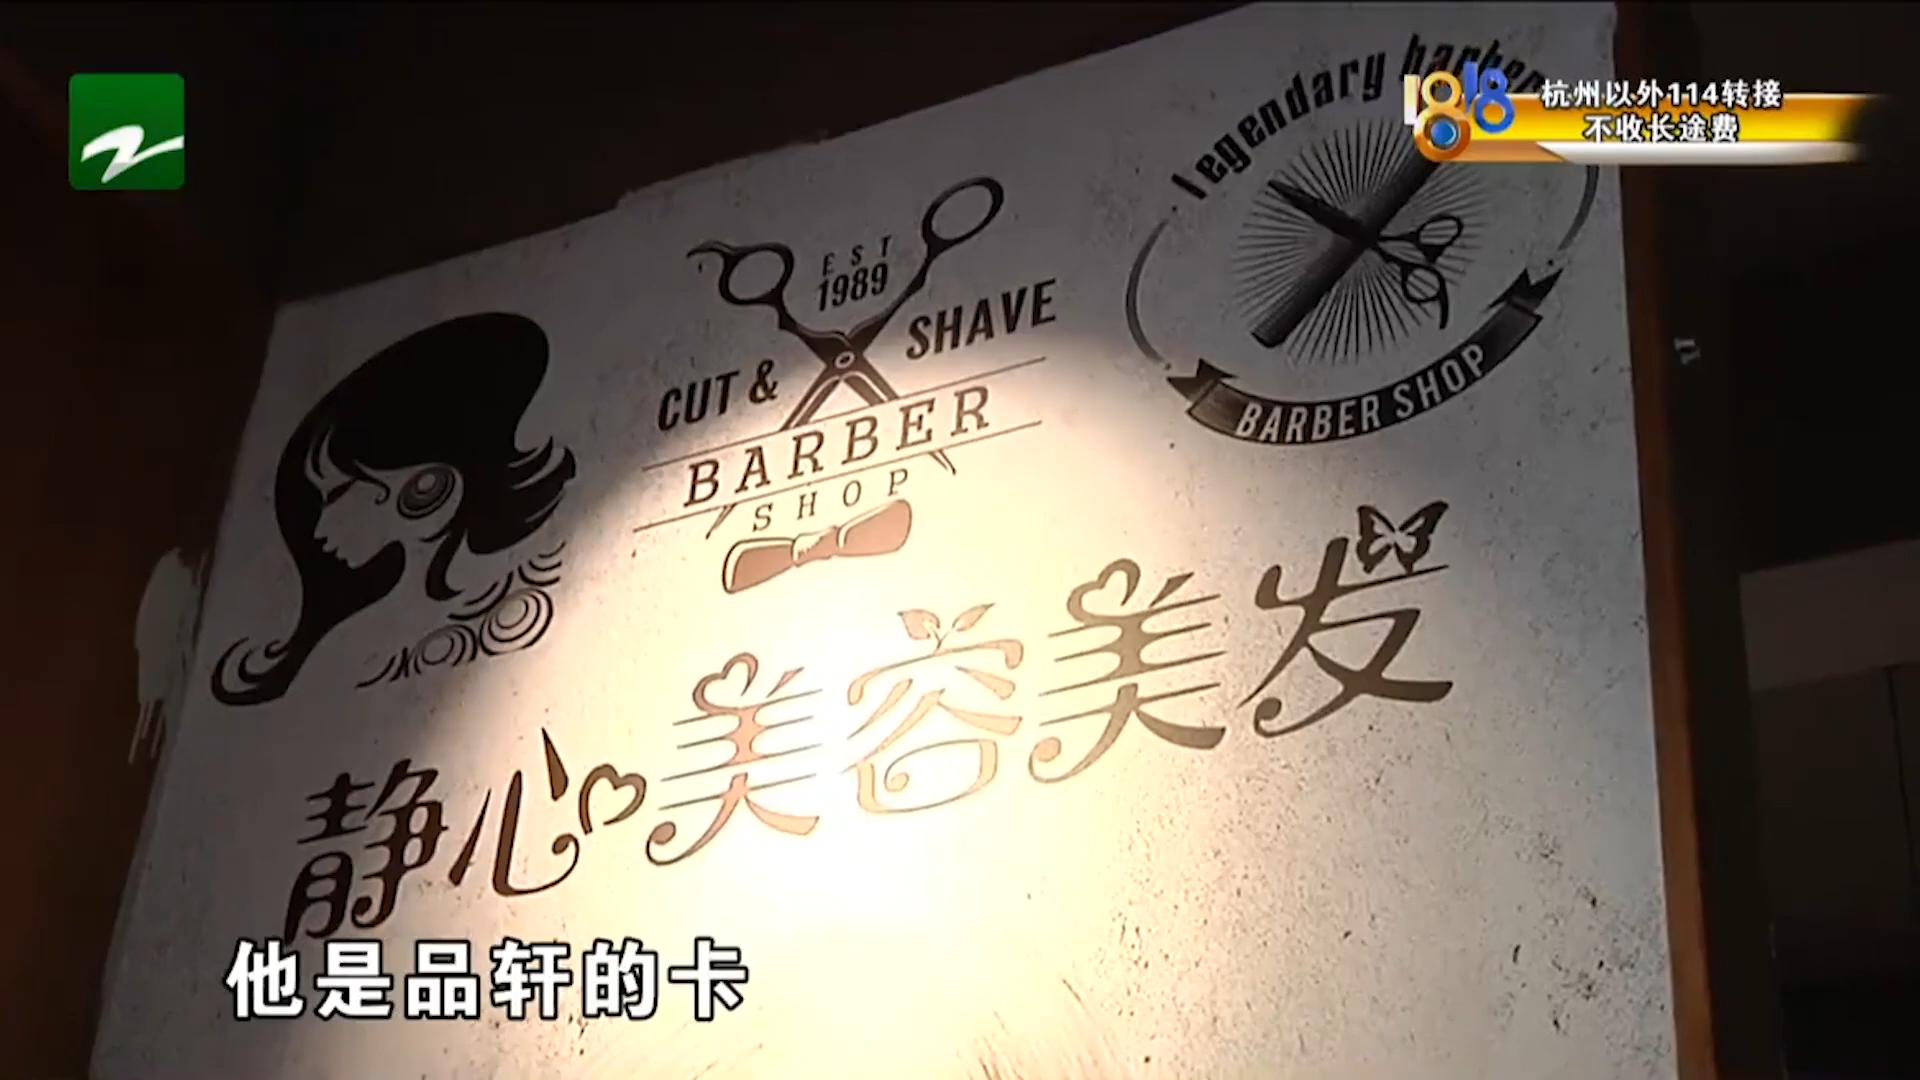 legendary barber
1818
杭州以外114转接
不收长途费
EST
1989
CUT & SHAVE
BARBER
SHOP
BARBER SHOP
静心美容美发
他是品轩的卡